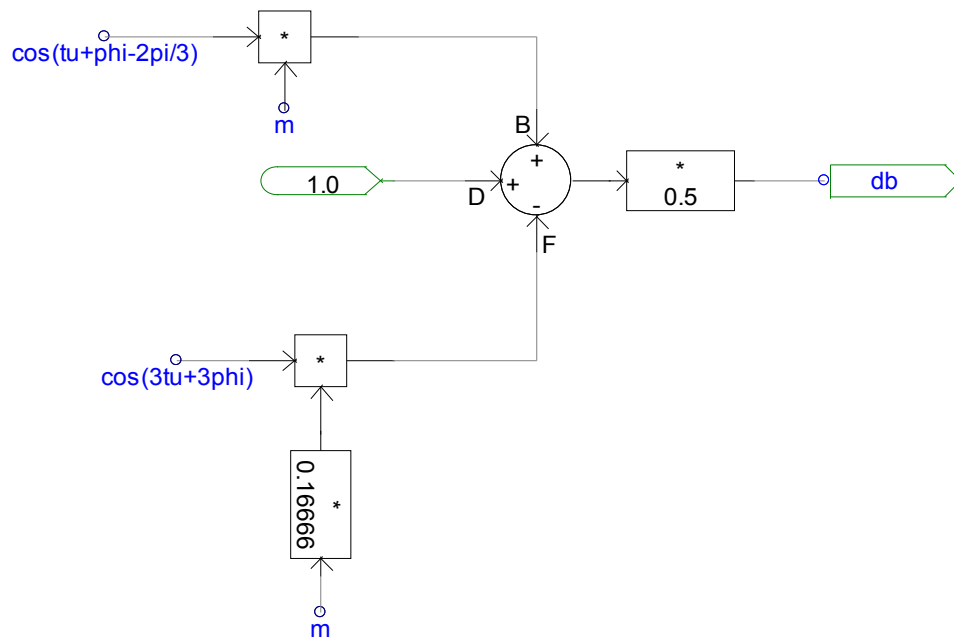 cos(tu+phi-2pi/3)
*
m
B
+
1.0
D
+
-
F
*
0.5
db
cos(3tu+3phi)
*
*
0.16666
m